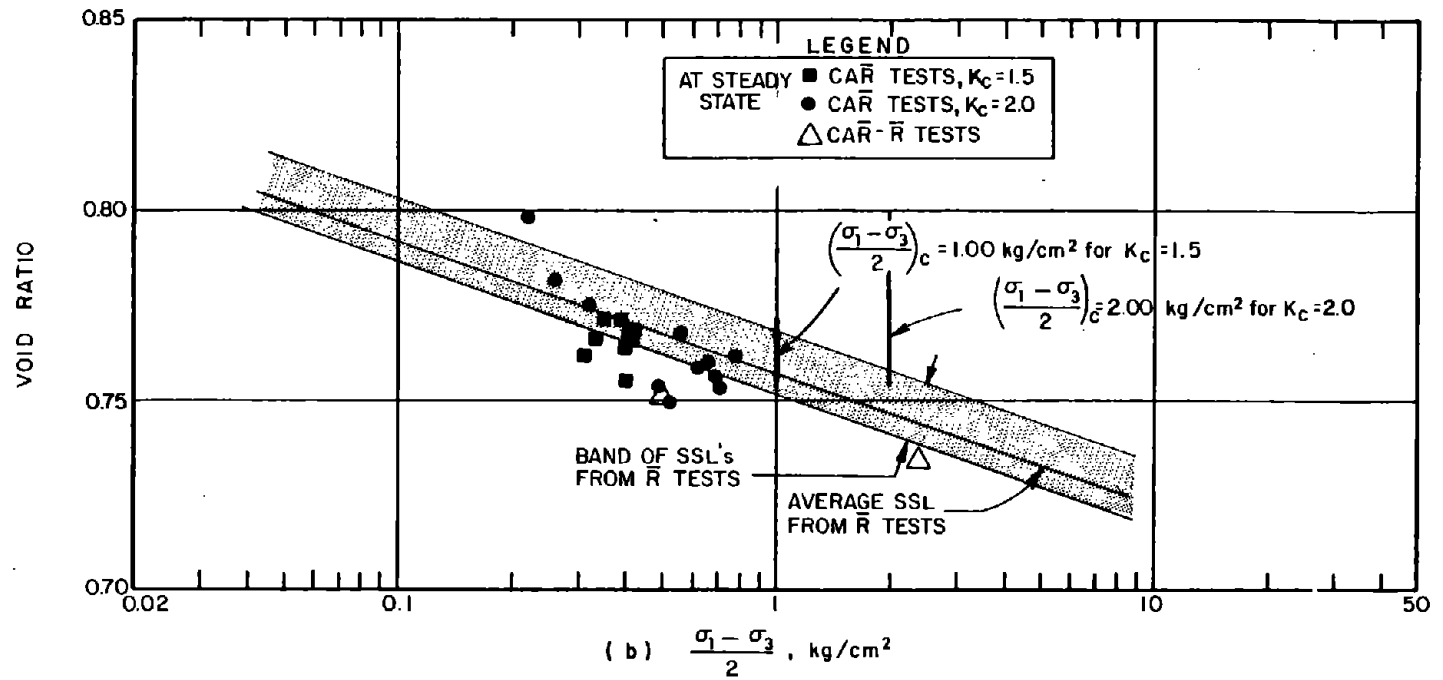 0.85
0.80
0.75
0.70
VOID RATIO
LEGEND
AT STEADY STATE
■ CAR̅ TESTS, Kc=1.5
● CAR̅ TESTS, Kc=2.0
△ CAR̅-R̅ TESTS
(σ1 − σ3 / 2)c =1.00 kg/cm² for Kc=1.5
(σ1 − σ3 / 2)c=2.00 kg/cm² for Kc=2.0
BAND OF SSL's
FROM R̅ TESTS
AVERAGE SSL
FROM R̅ TESTS
0.02 0.1 1 10 50
(b) σ1 − σ3 / 2 , kg/cm²